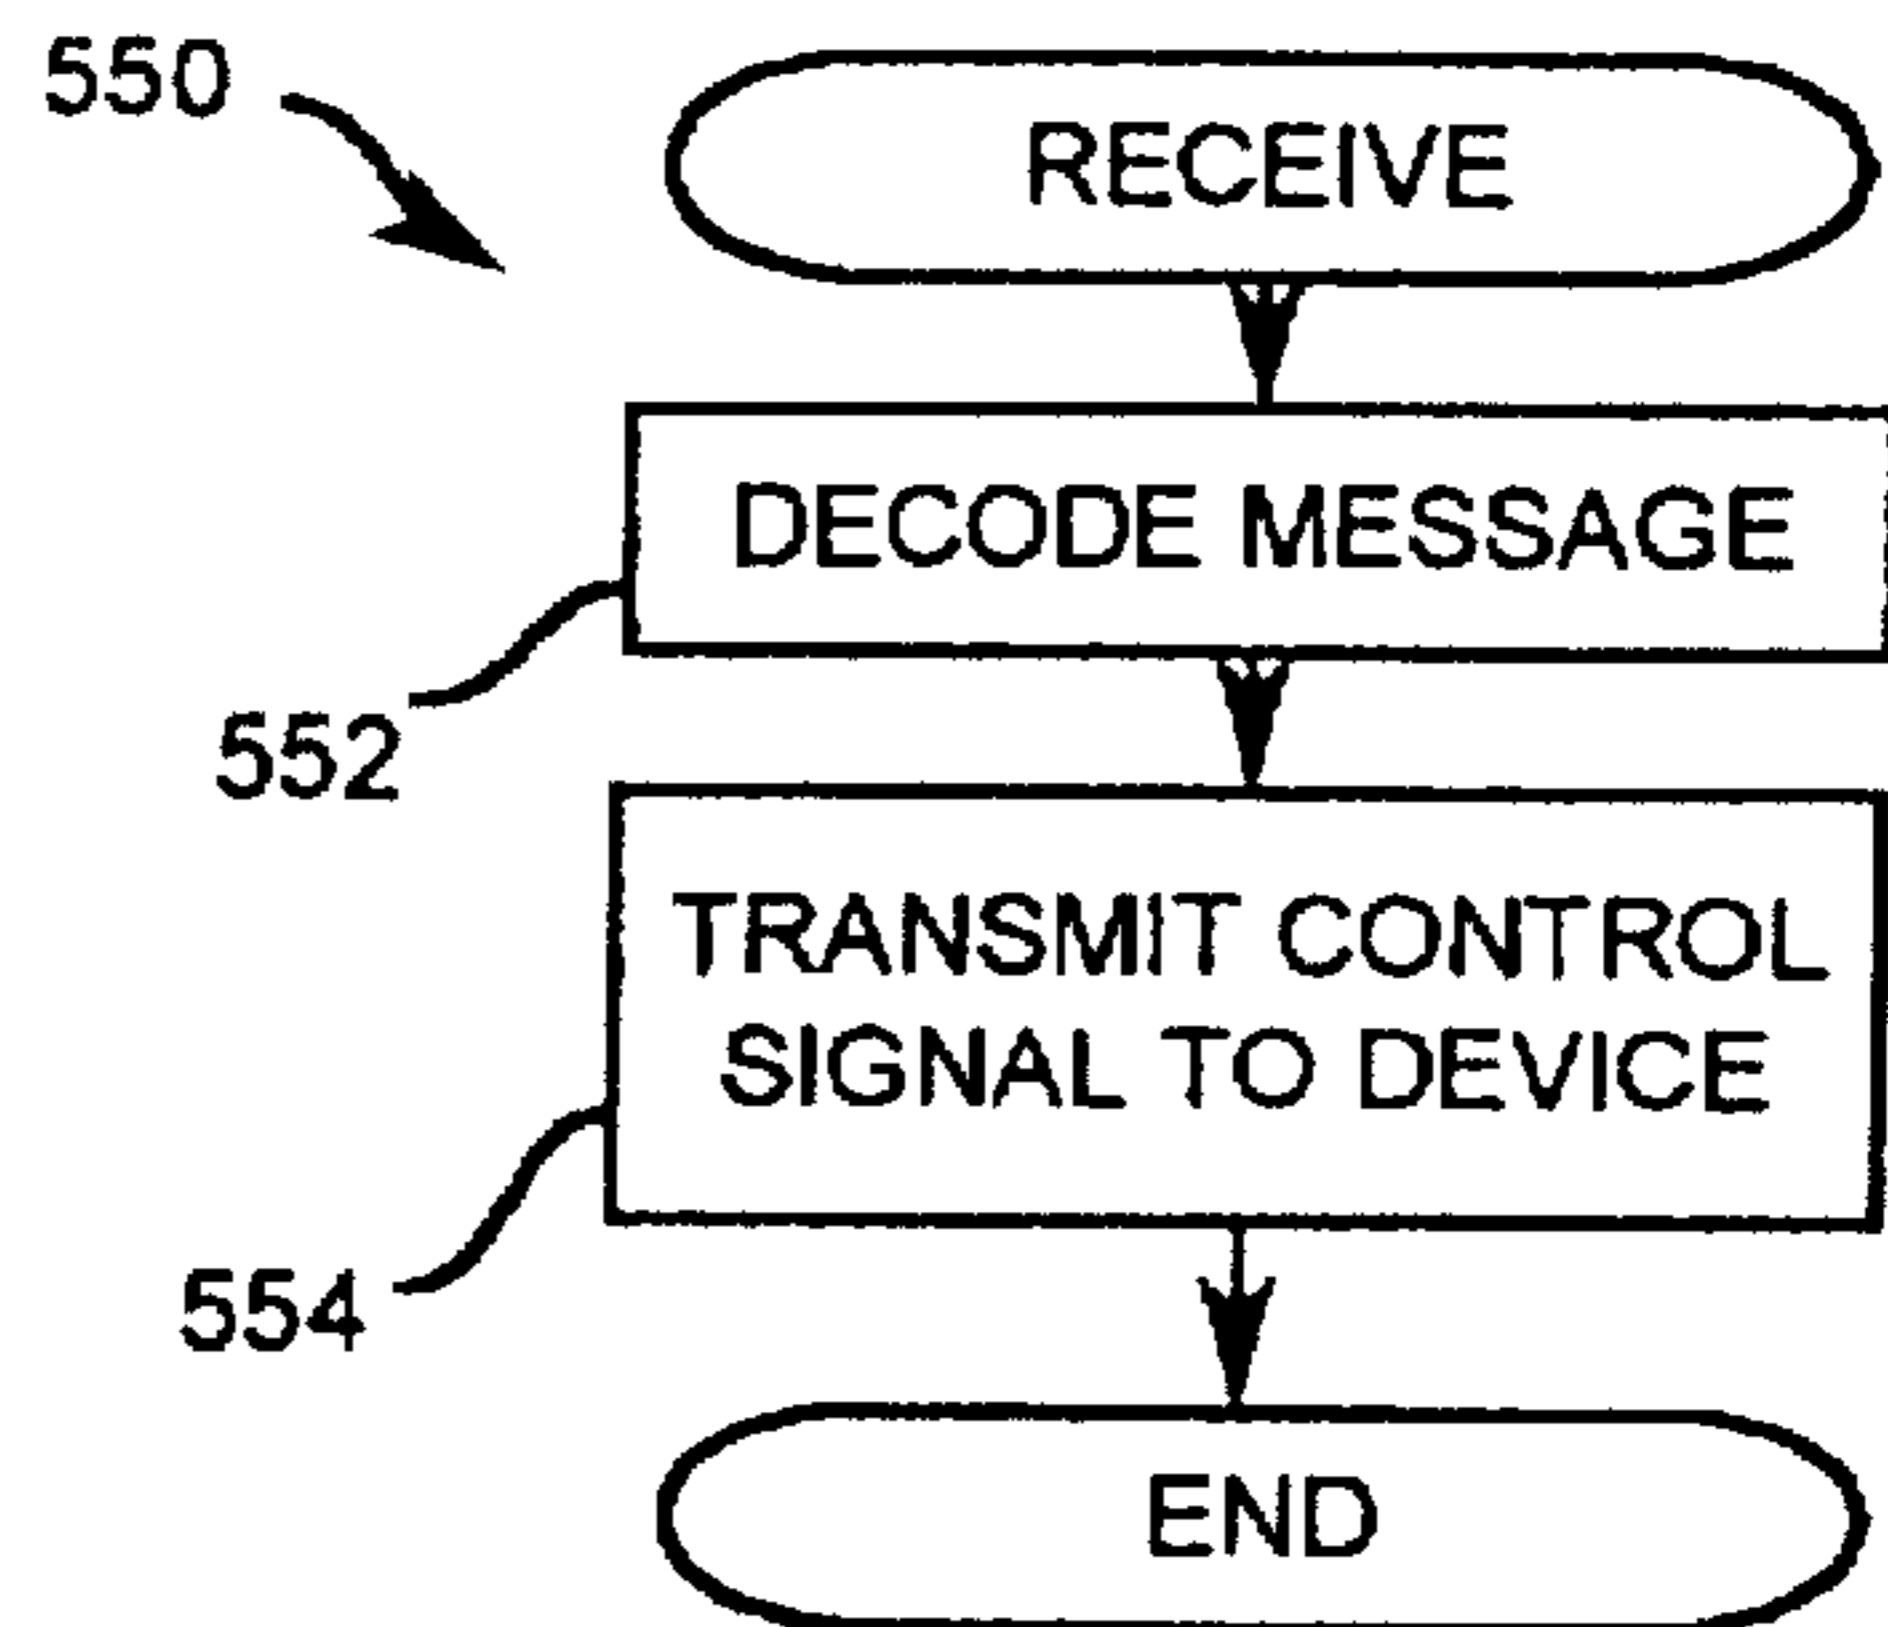 550
RECEIVE
DECODE MESSAGE
552
TRANSMIT CONTROL
SIGNAL TO DEVICE
554
END